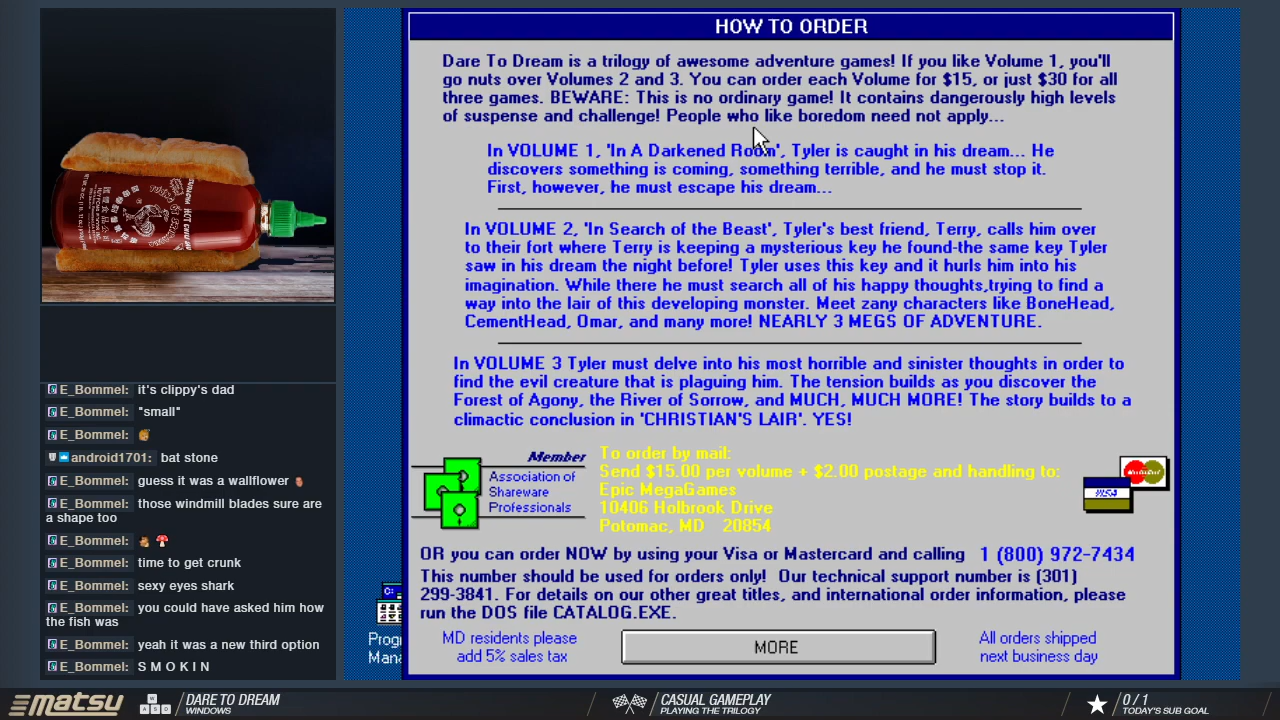 HOW TO ORDER
Dare To Dream is a trilogy of awesome adventure games! If you like Volume 1, you'll
go nuts over Volumes 2 and 3. You can order each Volume for $15, or just $30 for all
three games. BEWARE: This is no ordinary game! It contains dangerously high levels
of suspense and challenge! People who like boredom need not apply...
In VOLUME 1, 'In A Darkened Room', Tyler is caught in his dream... He
discovers something is coming, something terrible, and he must stop it.
First, however, he must escape his dream...
In VOLUME 2, 'In Search of the Beast', Tyler's best friend, Terry, calls him over
to their fort where Terry is keeping a mysterious key he found-the same key Tyler
saw in his dream the night before! Tyler uses this key and it hurls him into his
imagination. While there he must search all of his happy thoughts,trying to find a
way into the lair of this developing monster. Meet zany characters like BoneHead,
CementHead, Omar, and many more! NEARLY 3 MEGS OF ADVENTURE.
In VOLUME 3 Tyler must delve into his most horrible and sinister thoughts in order to
find the evil creature that is plaguing him. The tension builds as you discover the
Forest of Agony, the River of Sorrow, and MUCH, MUCH MORE! The story builds to a
climactic conclusion in 'CHRISTIAN'S LAIR'. YES!
Member
Association of
Shareware
Professionals
To order by mail:
Send $15.00 per volume + $2.00 postage and handling to:
Epic MegaGames
10406 Holbrook Drive
Potomac, MD 20854
MasterCard
VISA
OR you can order NOW by using your Visa or Mastercard and calling 1 (800) 972-7434
This number should be used for orders only! Our technical support number is (301)
299-3841. For details on our other great titles, and international order information, please
run the DOS file CATALOG.EXE.
MD residents please
add 5% sales tax
MORE
All orders shipped
next business day
C:\
Progr
Mana
E_Bommel: it's clippy's dad
E_Bommel: "small"
E_Bommel:
android1701: bat stone
E_Bommel: guess it was a wallflower
E_Bommel: those windmill blades sure are
a shape too
E_Bommel:
E_Bommel: time to get crunk
E_Bommel: sexy eyes shark
E_Bommel: you could have asked him how
the fish was
E_Bommel: yeah it was a new third option
E_Bommel: S M O K I N
matsu
W
A S D
DARE TO DREAM
WINDOWS
CASUAL GAMEPLAY
PLAYING THE TRILOGY
0 / 1
TODAY'S SUB GOAL